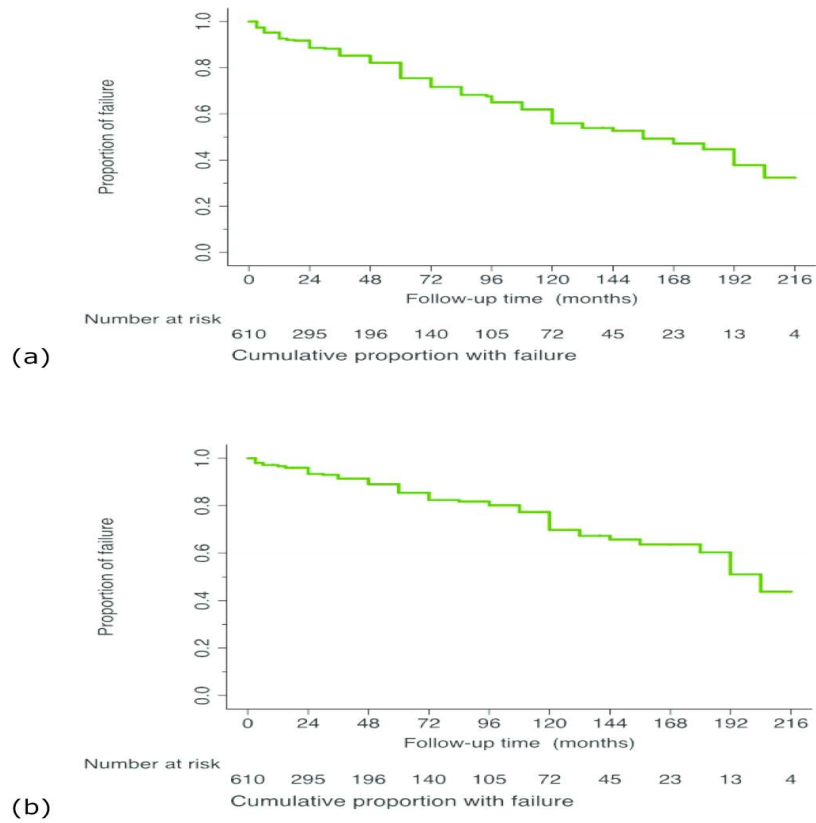 Proportion of failure
1.0
0.8
0.6
0.4
0.2
0.0
0 24 48 72 96 120 144 168 192 216
Follow-up time (months)
Number at risk
610 295 196 140 105 72 45 23 13 4
(a)
Cumulative proportion with failure
Proportion of failure
1.0
0.8
0.6
0.4
0.2
0.0
0 24 48 72 96 120 144 168 192 216
Follow-up time (months)
Number at risk
610 295 196 140 105 72 45 23 13 4
(b)
Cumulative proportion with failure